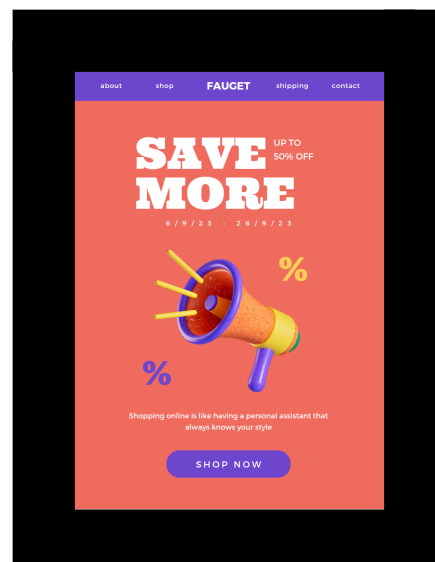 about shop FAUGET shipping contact
SAVE UP TO
50% OFF
MORE
6/9/23 - 26/9/23
%
%
Shopping online is like having a personal assistant that
always knows your style
SHOP NOW